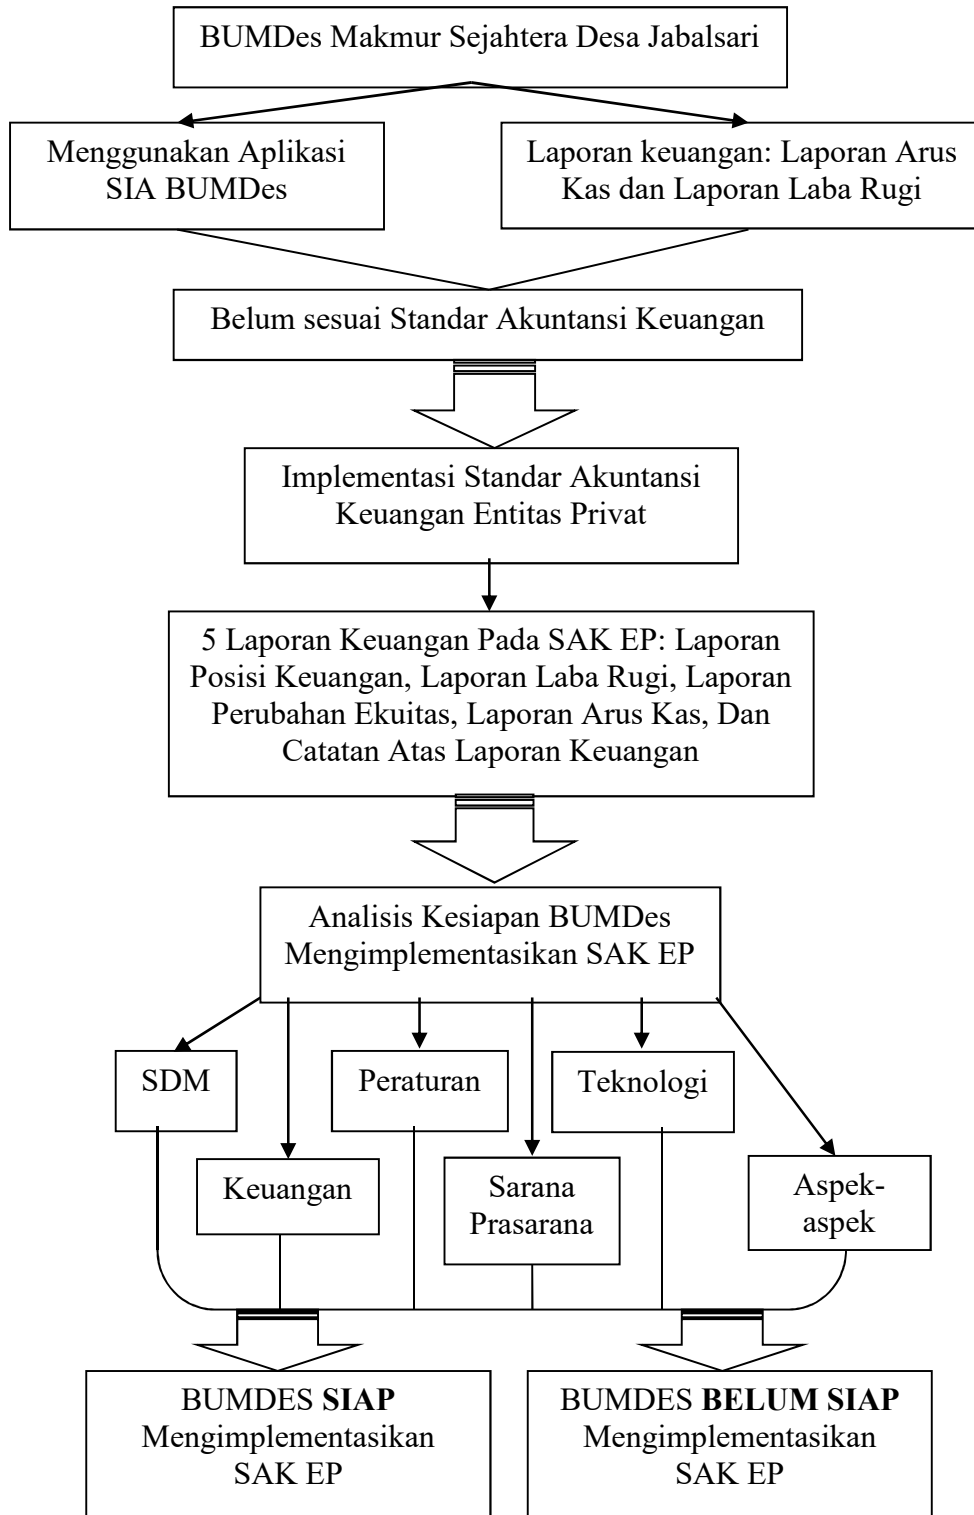 BUMDes Makmur Sejahtera Desa Jabalsari
Menggunakan Aplikasi
SIA BUMDes
Laporan keuangan: Laporan Arus
Kas dan Laporan Laba Rugi
Belum sesuai Standar Akuntansi Keuangan
Implementasi Standar Akuntansi
Keuangan Entitas Privat
5 Laporan Keuangan Pada SAK EP: Laporan
Posisi Keuangan, Laporan Laba Rugi, Laporan
Perubahan Ekuitas, Laporan Arus Kas, Dan
Catatan Atas Laporan Keuangan
Analisis Kesiapan BUMDes
Mengimplementasikan SAK EP
SDM
Peraturan
Teknologi
Keuangan
Sarana
Prasarana
Aspek-
aspek
BUMDES SIAP
Mengimplementasikan
SAK EP
BUMDES BELUM SIAP
Mengimplementasikan
SAK EP